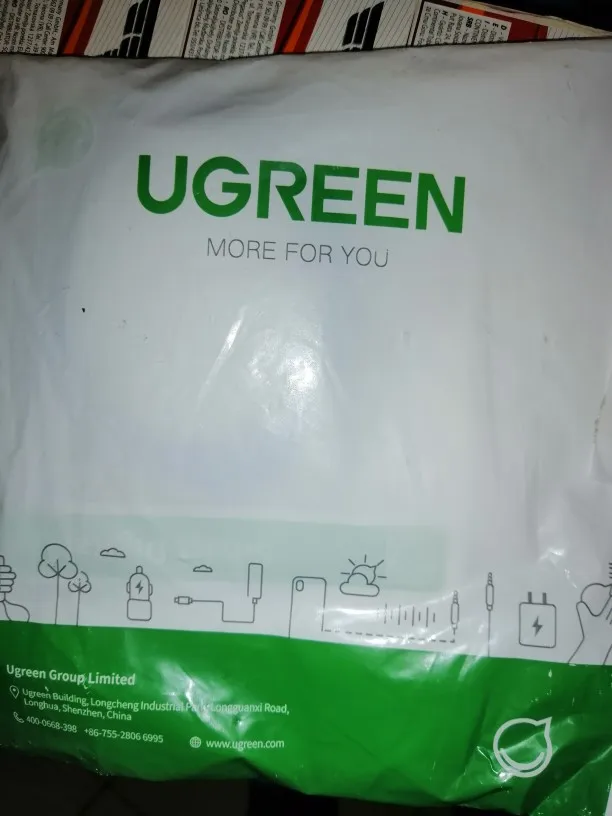 UGREEN
MORE FOR YOU
Ugreen Group Limited
Ugreen Building, Longcheng Industrial Park, Longguanxi Road,
Longhua, Shenzhen, China
400-0668-398 +86-755-2806 6995
www.ugreen.com